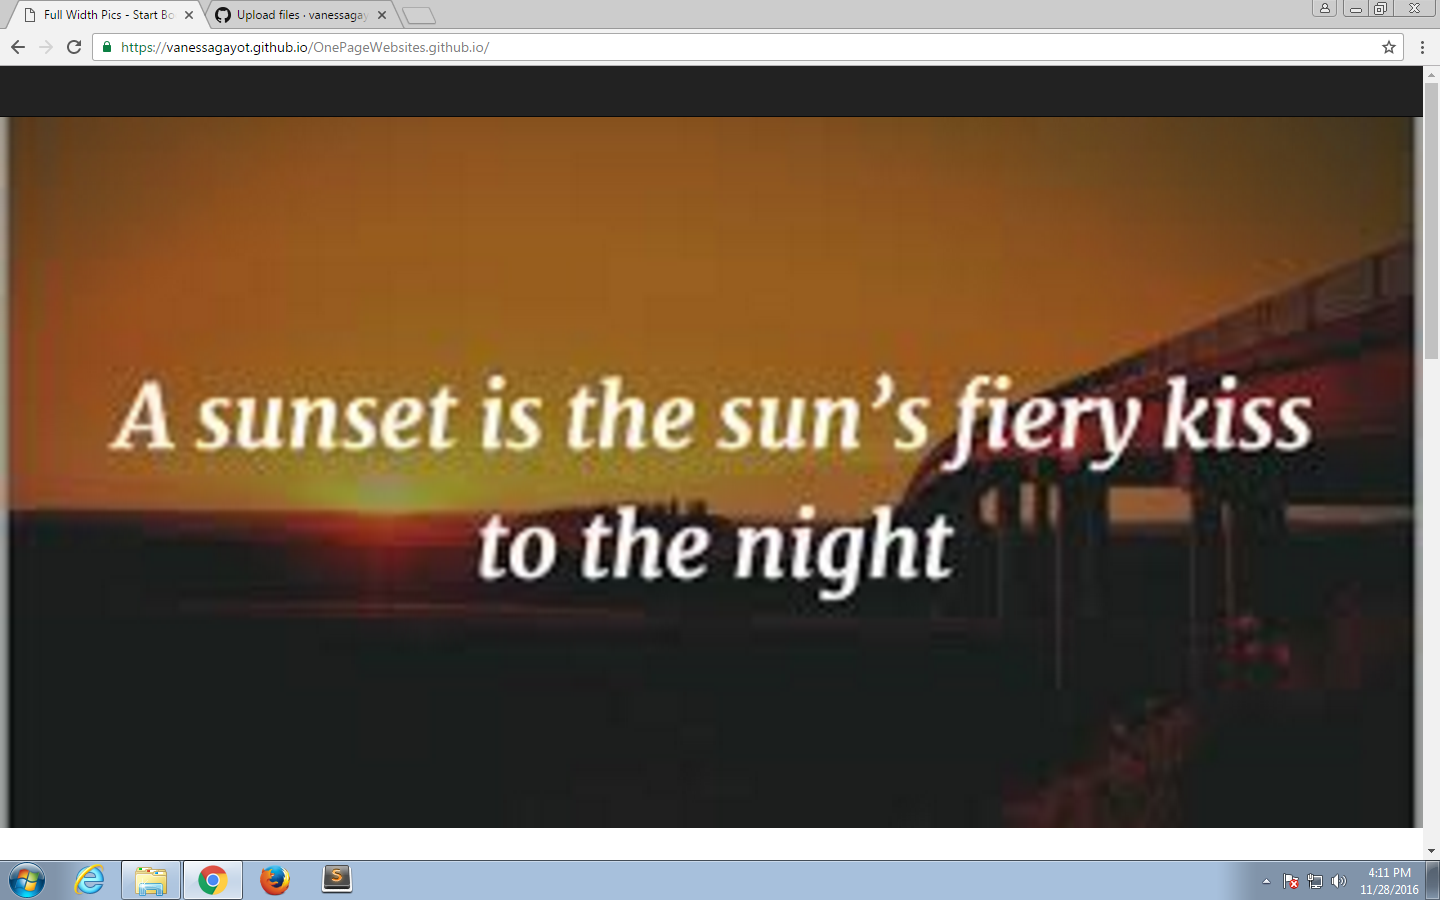 Full Width Pics - Start Bo
Upload files · vanessagay
https://vanessagayot.github.io/OnePageWebsites.github.io/
A sunset is the sun’s fiery kiss
to the night
4:11 PM
11/28/2016